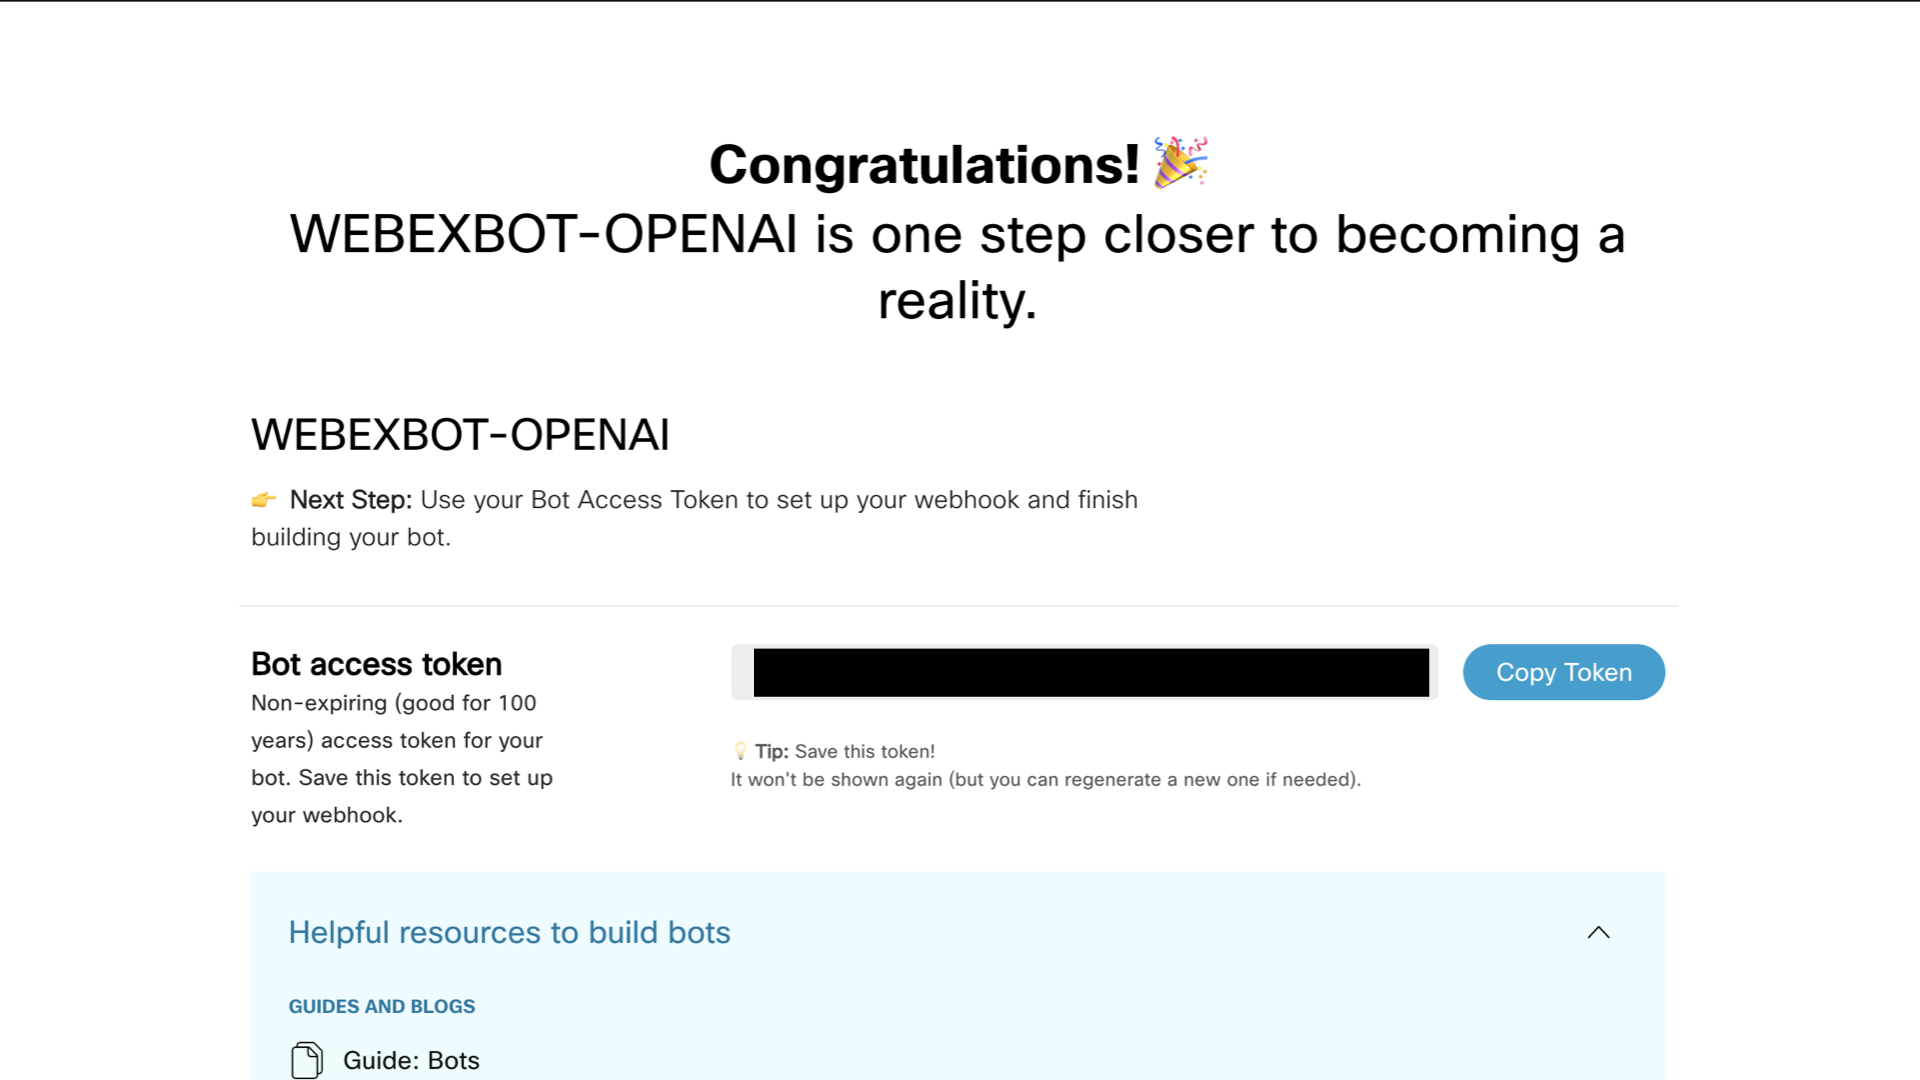 Congratulations! 🎉
WEBEXBOT-OPENAI is one step closer to becoming a
reality.
WEBEXBOT-OPENAI
👉 Next Step: Use your Bot Access Token to set up your webhook and finish
building your bot.
Bot access token
Non-expiring (good for 100
years) access token for your
bot. Save this token to set up
your webhook.
Copy Token
💡 Tip: Save this token!
It won't be shown again (but you can regenerate a new one if needed).
Helpful resources to build bots
GUIDES AND BLOGS
Guide: Bots